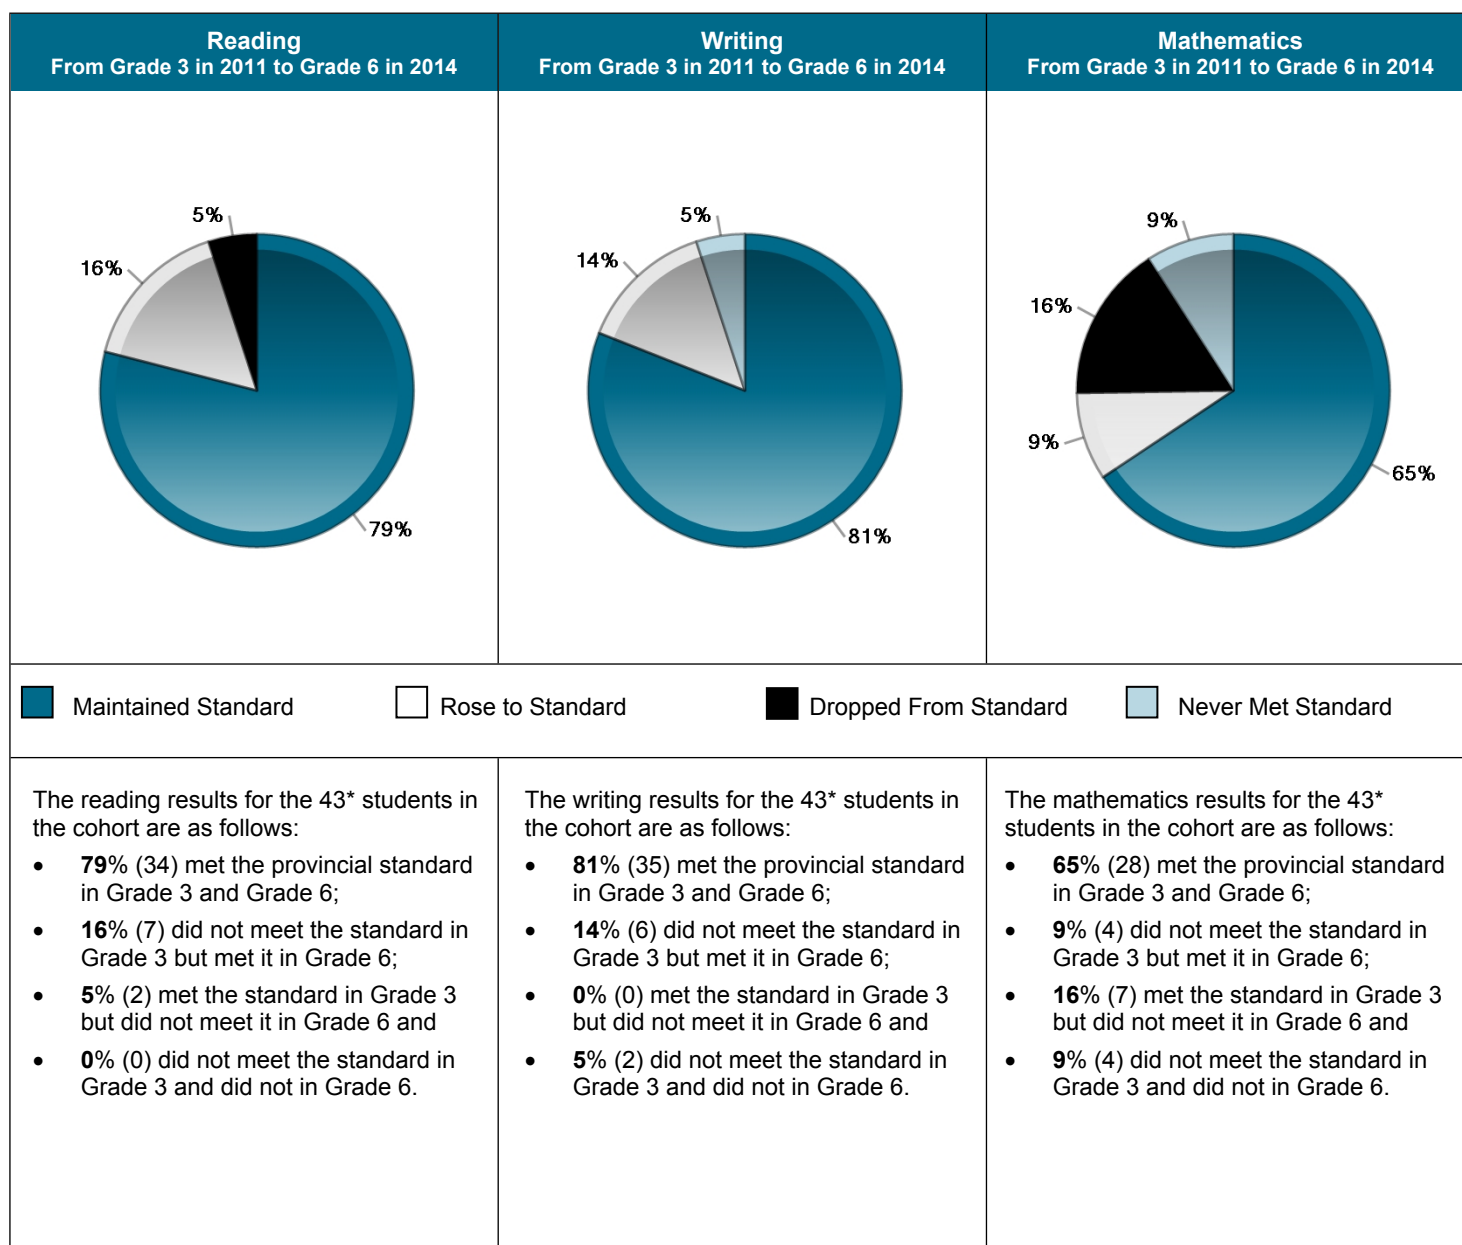 Reading
From Grade 3 in 2011 to Grade 6 in 2014
Writing
From Grade 3 in 2011 to Grade 6 in 2014
Mathematics
From Grade 3 in 2011 to Grade 6 in 2014
5%
16%
79%
5%
14%
81%
9%
16%
9%
65%
Maintained Standard
Rose to Standard
Dropped From Standard
Never Met Standard
The reading results for the 43* students in
the cohort are as follows:
• 79% (34) met the provincial standard
in Grade 3 and Grade 6;
• 16% (7) did not meet the standard in
Grade 3 but met it in Grade 6;
• 5% (2) met the standard in Grade 3
but did not meet it in Grade 6 and
• 0% (0) did not meet the standard in
Grade 3 and did not in Grade 6.
The writing results for the 43* students in
the cohort are as follows:
• 81% (35) met the provincial standard
in Grade 3 and Grade 6;
• 14% (6) did not meet the standard in
Grade 3 but met it in Grade 6;
• 0% (0) met the standard in Grade 3
but did not meet it in Grade 6 and
• 5% (2) did not meet the standard in
Grade 3 and did not in Grade 6.
The mathematics results for the 43*
students in the cohort are as follows:
• 65% (28) met the provincial standard
in Grade 3 and Grade 6;
• 9% (4) did not meet the standard in
Grade 3 but met it in Grade 6;
• 16% (7) met the standard in Grade 3
but did not meet it in Grade 6 and
• 9% (4) did not meet the standard in
Grade 3 and did not in Grade 6.